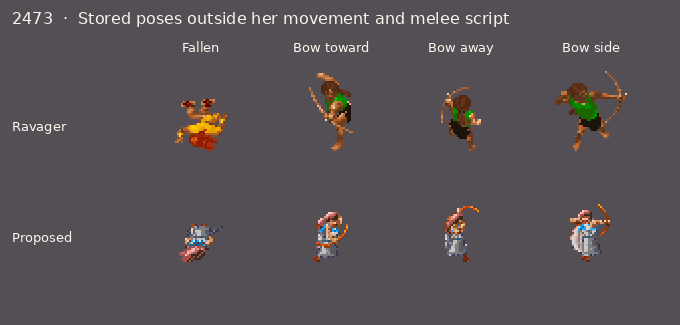 2473 · Stored poses outside her movement and melee script
Fallen Bow toward Bow away Bow side
Ravager
Proposed